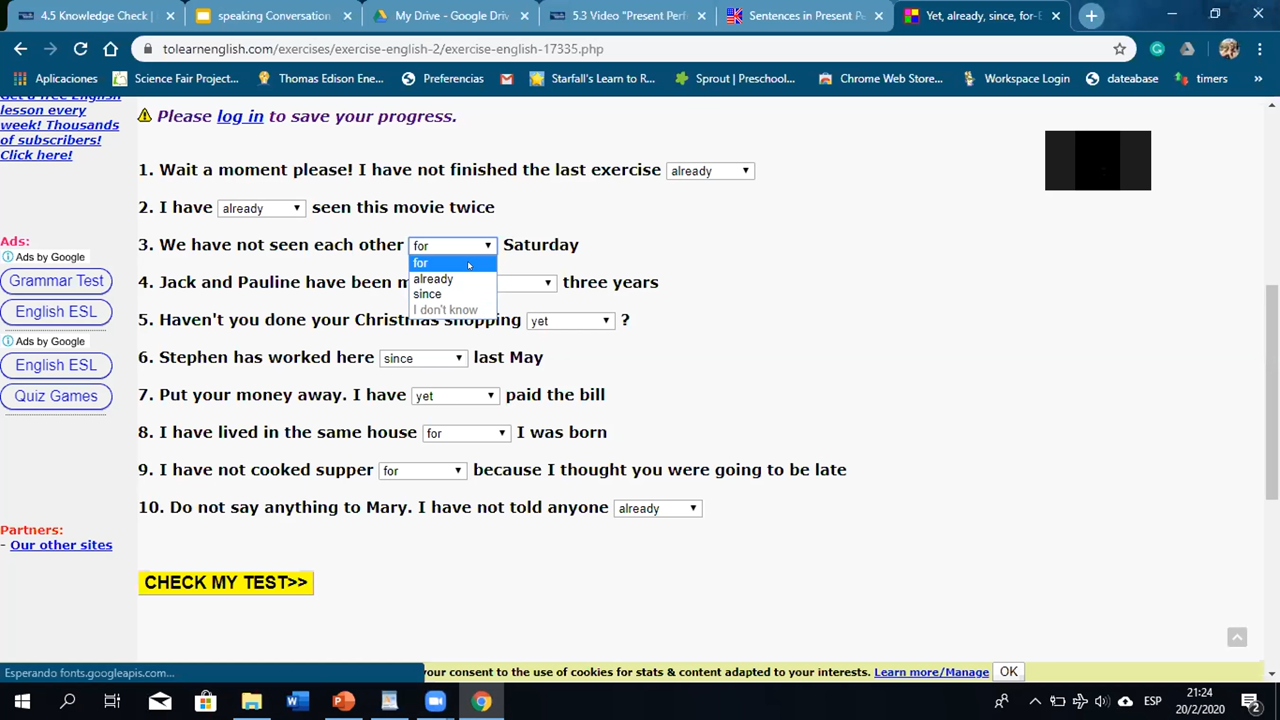 4.5 Knowledge Check |
speaking Conversation
My Drive - Google Driv
5.3 Video "Present Perf
Sentences in Present Pe
Yet, already, since, for-E
tolearnenglish.com/exercises/exercise-english-2/exercise-english-17335.php
Aplicaciones
Science Fair Project...
Thomas Edison Ene...
Preferencias
Starfall's Learn to R...
Sprout | Preschool...
Chrome Web Store...
Workspace Login
dateabase
timers
»
Get a free English
lesson every
week! Thousands
of subscribers!
Click here!
Please log in to save your progress.
1. Wait a moment please! I have not finished the last exercise already
2. I have already seen this movie twice
3. We have not seen each other for Saturday
for
already
since
I don't know
4. Jack and Pauline have been m three years
5. Haven't you done your Christmas shopping yet ?
6. Stephen has worked here since last May
7. Put your money away. I have yet paid the bill
8. I have lived in the same house for I was born
9. I have not cooked supper for because I thought you were going to be late
10. Do not say anything to Mary. I have not told anyone already
CHECK MY TEST>>
Ads:
Ads by Google
Grammar Test
English ESL
Ads by Google
English ESL
Quiz Games
Partners:
- Our other sites
Esperando fonts.googleapis.com...
your consent to the use of cookies for stats & content adapted to your interests. Learn more/Manage OK
ESP
21:24
20/2/2020
2